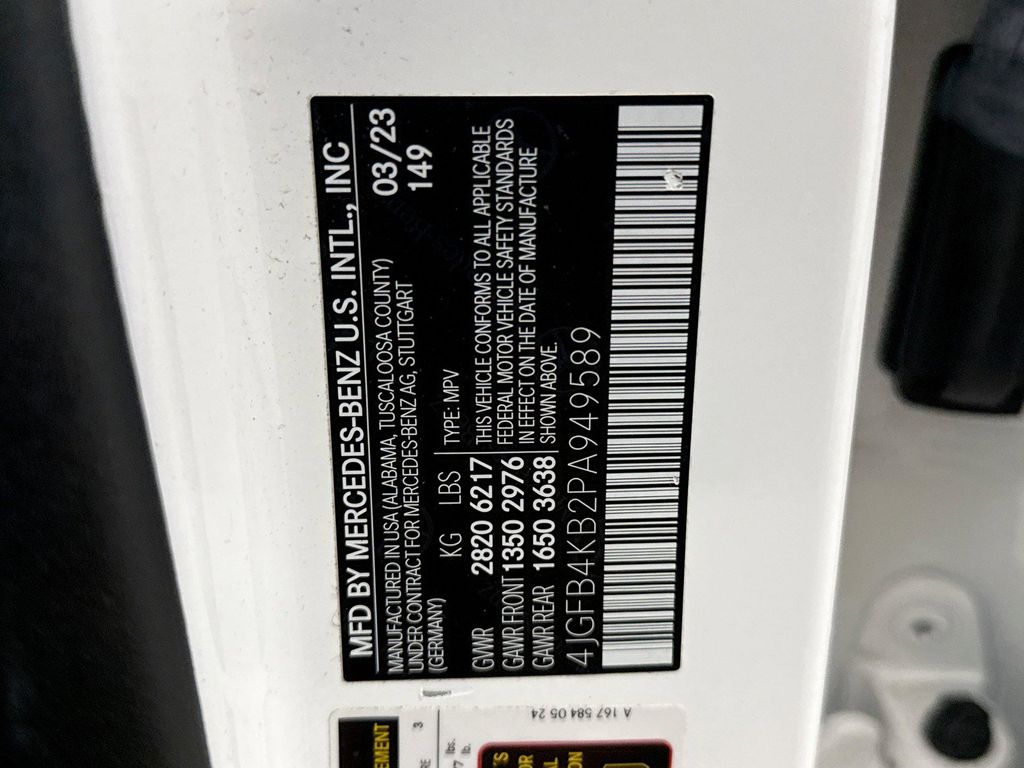 MFD BY MERCEDES-BENZ U.S. INTL., INC
MANUFACTURED IN USA (ALABAMA, TUSCALOOSA COUNTY) 03/23
UNDER CONTRACT FOR MERCEDES-BENZ AG, STUTTGART 149
(GERMANY)
KG LBS TYPE: MPV
GVWR 2820 6217 THIS VEHICLE CONFORMS TO ALL APPLICABLE
GAWR FRONT 1350 2976 FEDERAL MOTOR VEHICLE SAFETY STANDARDS
IN EFFECT ON THE DATE OF MANUFACTURE
GAWR REAR 1650 3638 SHOWN ABOVE.
4JGFB4KB2PA949589
A 167 584 05 24
3
lbs.
lb.